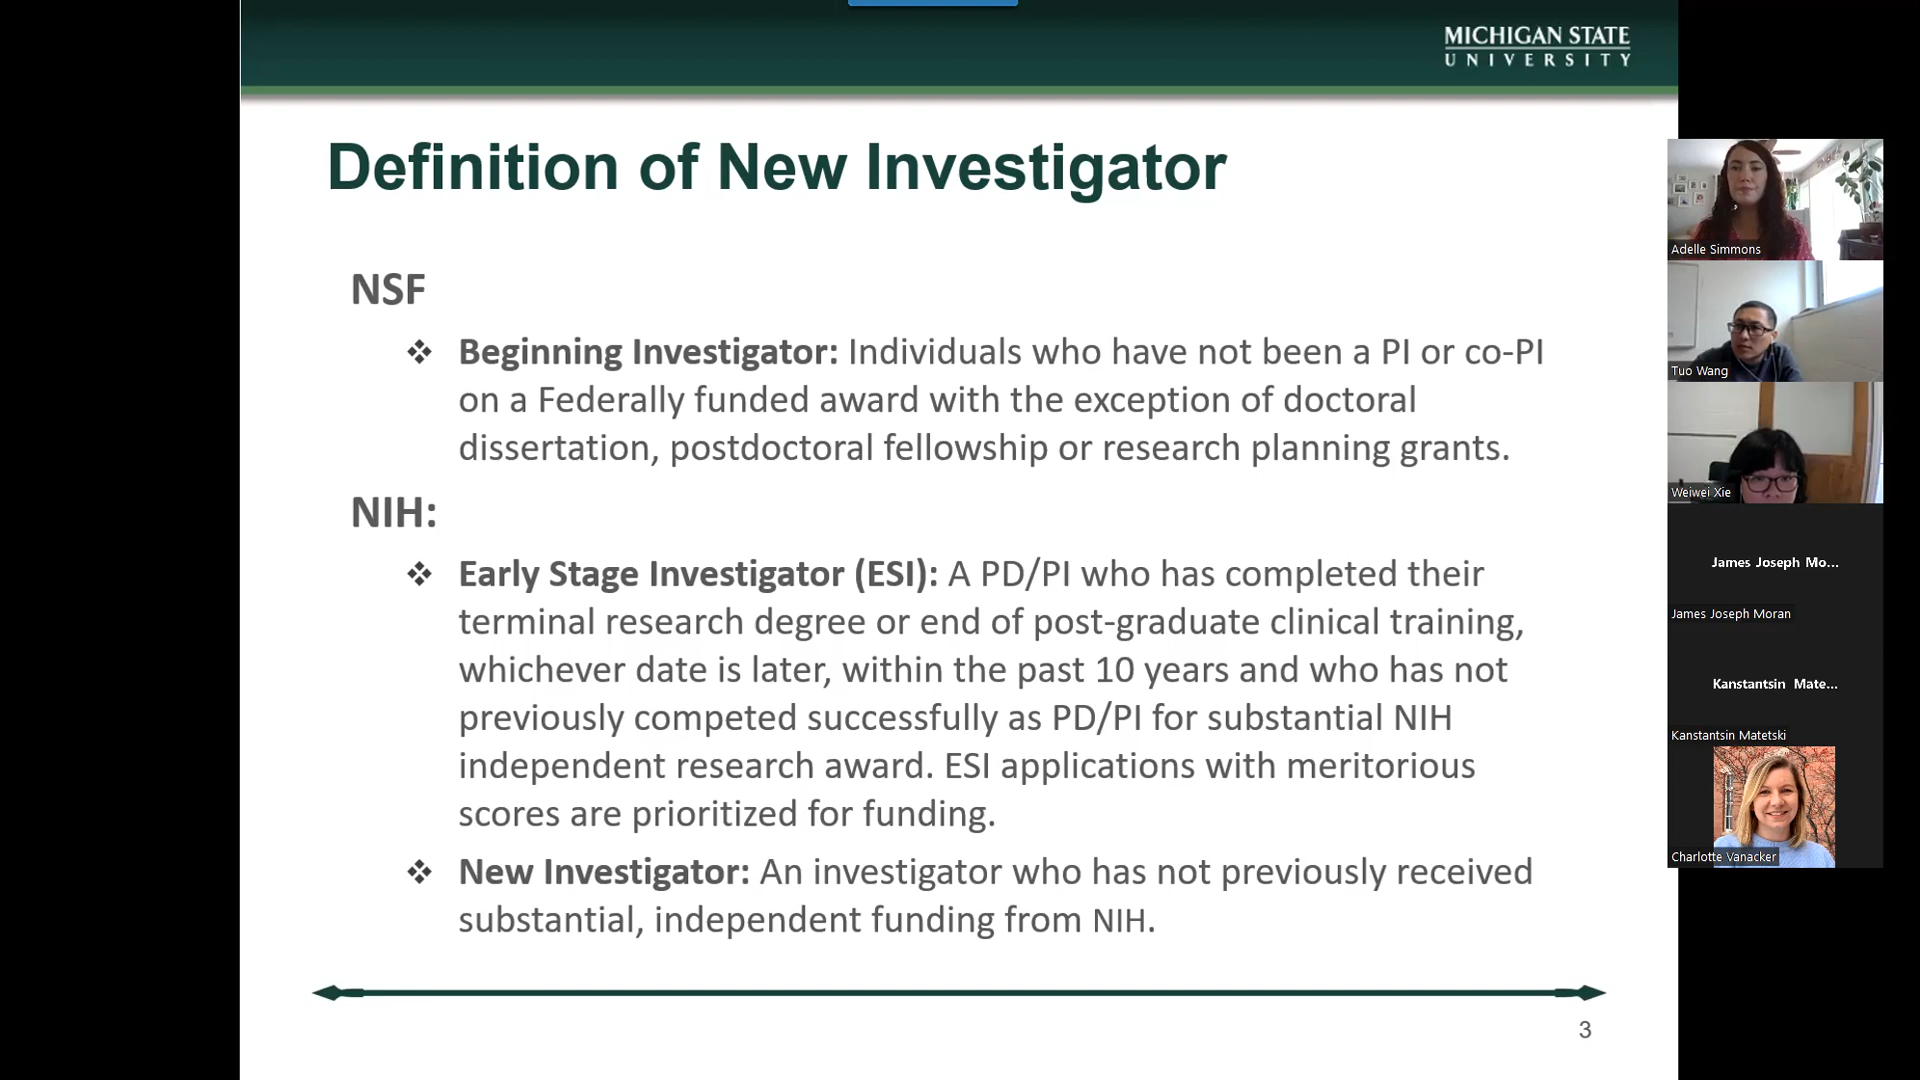 MICHIGAN STATE
UNIVERSITY
Definition of New Investigator
NSF
❖ Beginning Investigator: Individuals who have not been a PI or co-PI
on a Federally funded award with the exception of doctoral
dissertation, postdoctoral fellowship or research planning grants.
NIH:
❖ Early Stage Investigator (ESI): A PD/PI who has completed their
terminal research degree or end of post-graduate clinical training,
whichever date is later, within the past 10 years and who has not
previously competed successfully as PD/PI for substantial NIH
independent research award. ESI applications with meritorious
scores are prioritized for funding.
❖ New Investigator: An investigator who has not previously received
substantial, independent funding from NIH.
3
Adelle Simmons
Tuo Wang
Weiwei Xie
James Joseph Mo...
James Joseph Moran
Kanstantsin Mate...
Kanstantsin Matetski
Charlotte Vanacker